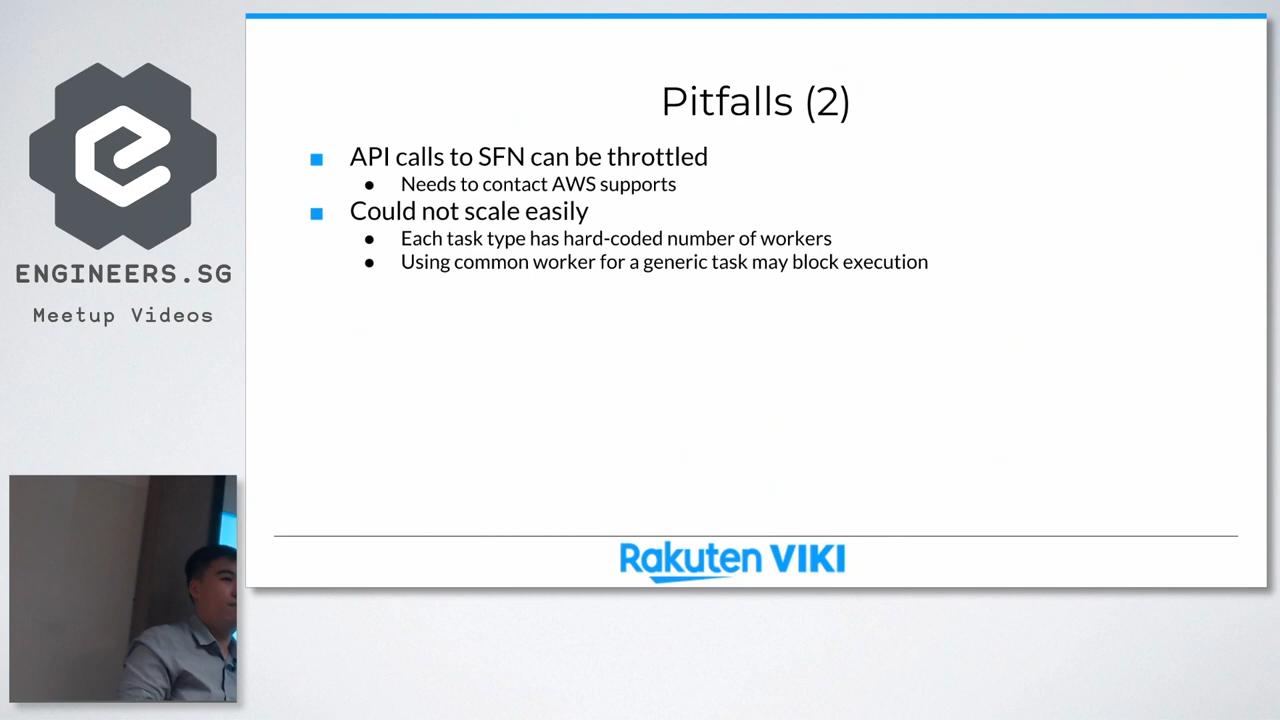 ENGINEERS.SG
Meetup Videos
Pitfalls (2)
API calls to SFN can be throttled
Needs to contact AWS supports
Could not scale easily
Each task type has hard-coded number of workers
Using common worker for a generic task may block execution
Rakuten VIKI